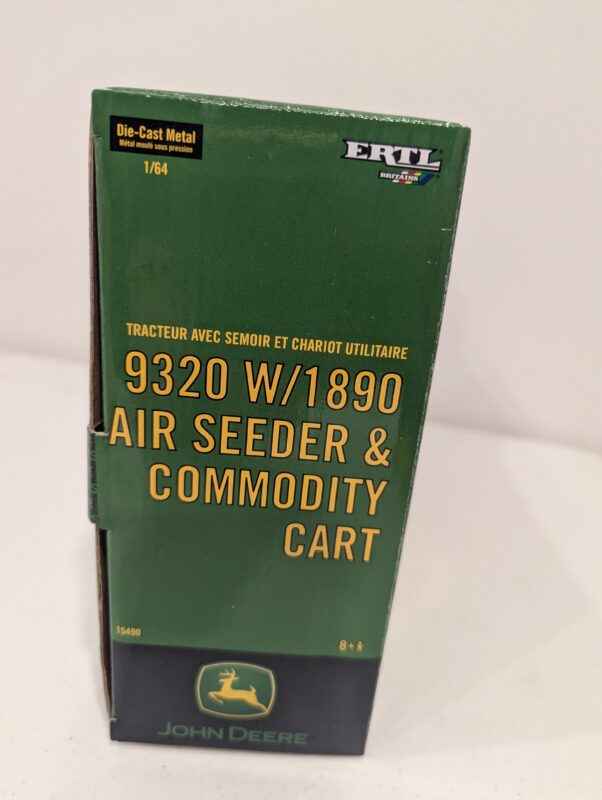 Die-Cast Metal
Métal moulé sous pression
1/64
ERTL
BRITAINS
TRACTEUR AVEC SEMOIR ET CHARIOT UTILITAIRE
9320 W/1890
AIR SEEDER &
COMMODITY
CART
15490
8+
JOHN DEERE